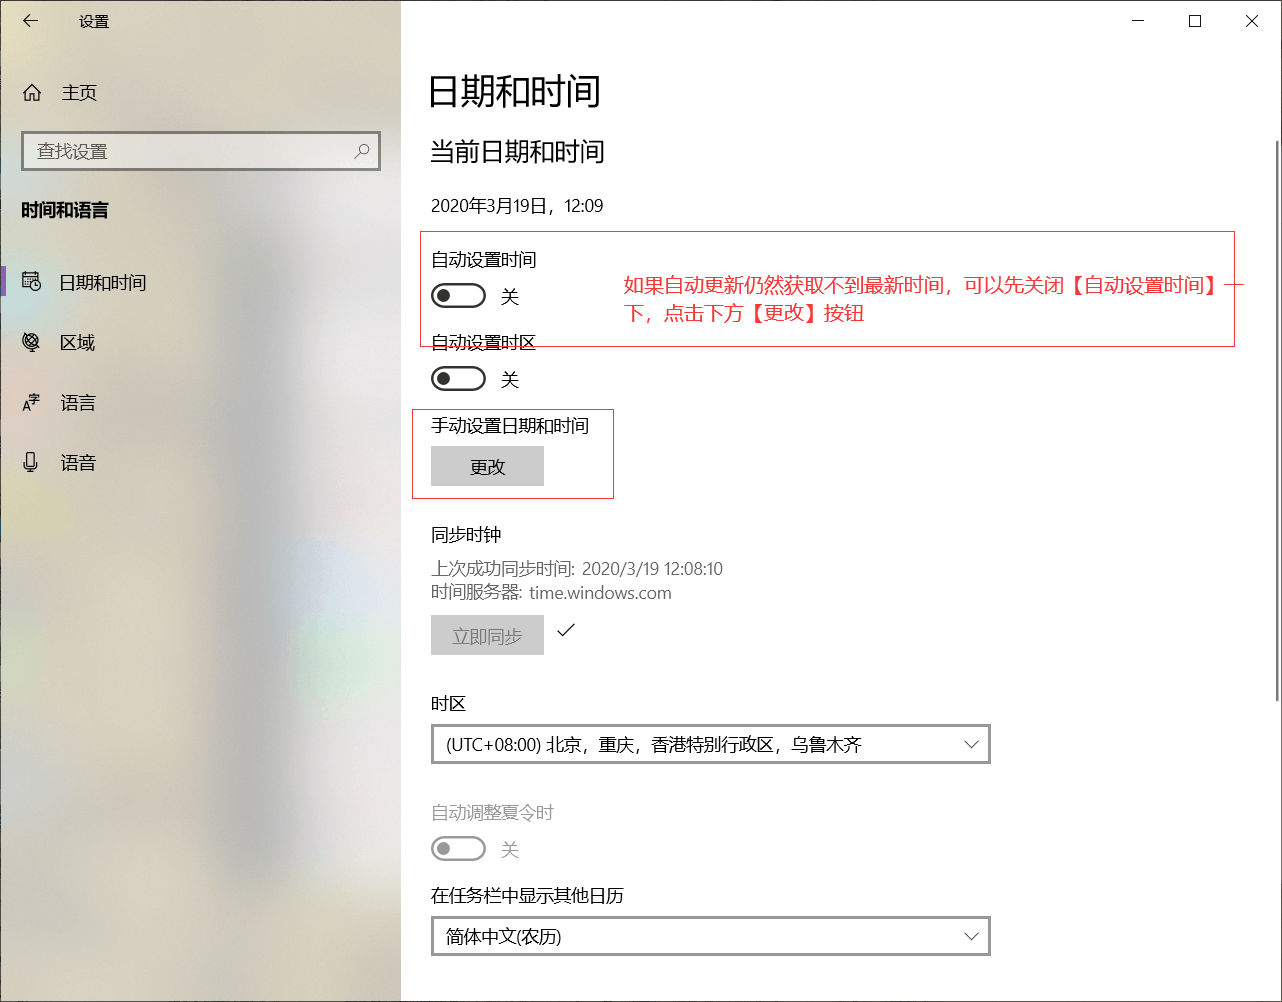 设置
主页
查找设置
时间和语言
日期和时间
区域
语言
语音
日期和时间
当前日期和时间
2020年3月19日，12:09
自动设置时间
关
如果自动更新仍然获取不到最新时间，可以先关闭【自动设置时间】一
下，点击下方【更改】按钮
自动设置时区
关
手动设置日期和时间
更改
同步时钟
上次成功同步时间: 2020/3/19 12:08:10
时间服务器: time.windows.com
立即同步
时区
(UTC+08:00) 北京，重庆，香港特别行政区，乌鲁木齐
自动调整夏令时
关
在任务栏中显示其他日历
简体中文(农历)